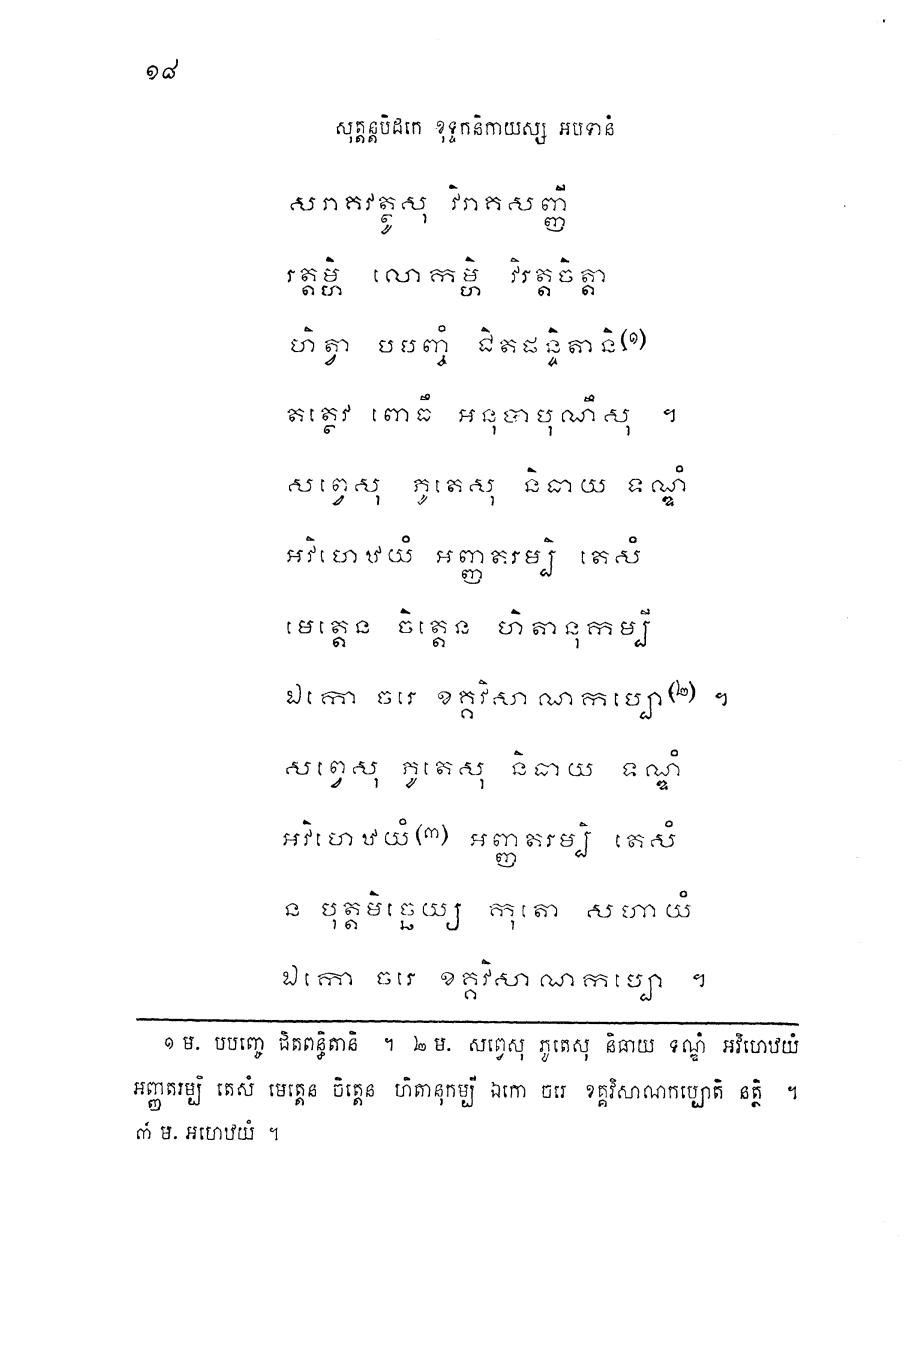 ១៨
សុត្តន្តបិដកេ ខុទ្ទកនិកាយស្ស អបទានំ
សរាគវត្ថូសុ វិរាគសញ្ញី
រត្តម្ហិ លោកម្ហិ វិរត្តចិត្តា
ហិត្វា បបញ្ចំ ជិតផន្ទិតានិ(១)
តត្ថេវ ពោធឹ អនុបាបុណឹសុ ។
សព្វេសុ ភូតេសុ និធាយ ទណ្ឌំ
អវិហេឋយំ អញ្ញតរម្បិ តេសំ
មេត្តេន ចិត្តេន ហិតានុកម្បី
ឯកោ ចរេ ខគ្គវិសាណកប្បោ(២) ។
សព្វេសុ ភូតេសុ និធាយ ទណ្ឌំ
អវិហេឋយំ(៣) អញ្ញតរម្បិ តេសំ
ន បុត្តមិច្ឆេយ្យ កុតោ សហាយំ
ឯកោ ចរេ ខគ្គវិសាណកប្បោ ។
១ ម. បបញ្ចេ ជិតពន្ធិតានិ ។ ២ ម. សព្វេសុ ភូតេសុ និធាយ ទណ្ឌំ អវិហេឋយំ
អញ្ញតរម្បិ តេសំ មេត្តេន ចិត្តេន ហិតានុកម្បី ឯកោ ចរេ ខគ្គវិសាណកប្បោតិ នត្ថិ ។
៣ ម. អហេឋយំ ។